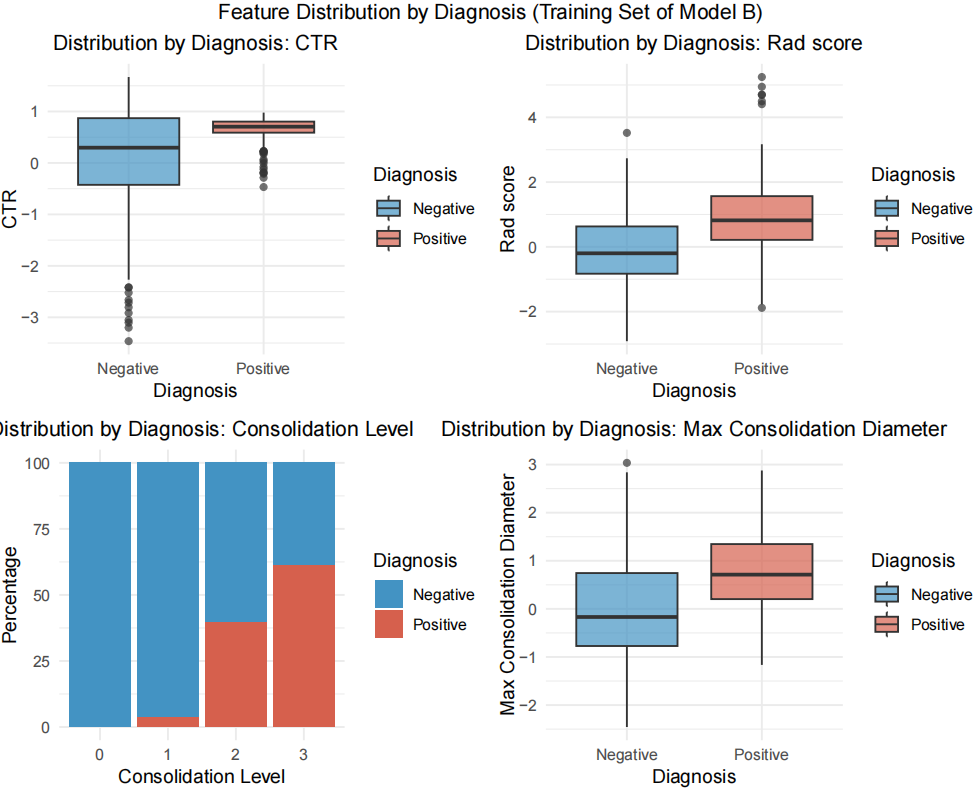 Feature Distribution by Diagnosis (Training Set of Model B)
Distribution by Diagnosis: CTR
CTR
1
0
−1
−2
−3
Negative
Positive
Diagnosis
Diagnosis
Negative
Positive
Distribution by Diagnosis: Rad score
Rad score
4
2
0
−2
Negative
Positive
Diagnosis
Diagnosis
Negative
Positive
Distribution by Diagnosis: Consolidation Level
Percentage
100
75
50
25
0
0
1
2
3
Consolidation Level
Diagnosis
Negative
Positive
Distribution by Diagnosis: Max Consolidation Diameter
Max Consolidation Diameter
3
2
1
0
−1
−2
Negative
Positive
Diagnosis
Diagnosis
Negative
Positive